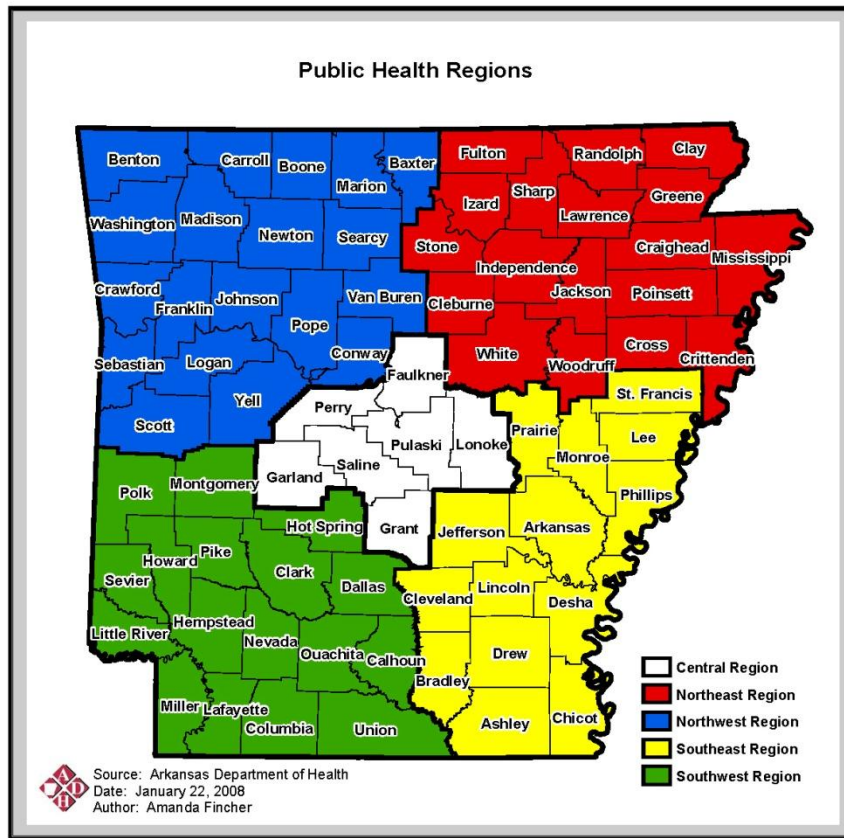 Public Health Regions
Benton
Carroll
Boone
Marion
Baxter
Fulton
Randolph
Clay
Izard
Sharp
Lawrence
Greene
Washington
Madison
Newton
Searcy
Stone
Independence
Craighead
Mississippi
Crawford
Franklin
Johnson
Pope
Van Buren
Cleburne
Jackson
Poinsett
Sebastian
Logan
Conway
White
Woodruff
Cross
Crittenden
Scott
Yell
Perry
Faulkner
St. Francis
Garland
Saline
Pulaski
Lonoke
Prairie
Monroe
Lee
Phillips
Polk
Montgomery
Hot Spring
Grant
Jefferson
Arkansas
Sevier
Howard
Pike
Clark
Dallas
Cleveland
Lincoln
Desha
Little River
Hempstead
Nevada
Ouachita
Calhoun
Bradley
Drew
Miller
Lafayette
Columbia
Union
Ashley
Chicot
Central Region
Northeast Region
Northwest Region
Southeast Region
Southwest Region
A
D
H
Source: Arkansas Department of Health
Date: January 22, 2008
Author: Amanda Fincher